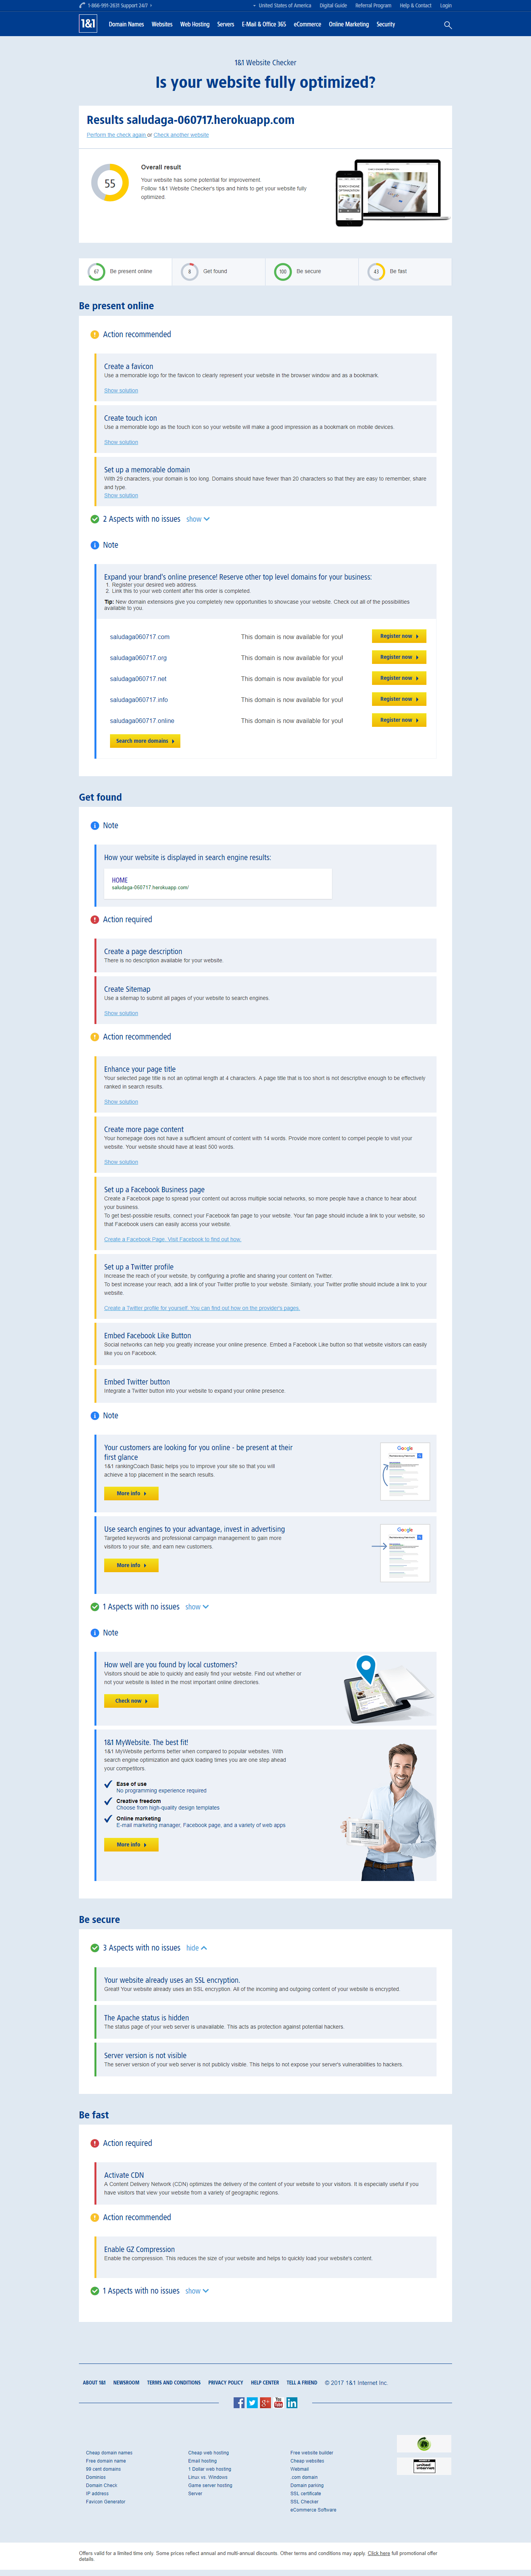 1-866-991-2631 Support 24/7
United States of America
Digital Guide
Referral Program
Help & Contact
Login
1&1
Domain Names
Websites
Web Hosting
Servers
E-Mail & Office 365
eCommerce
Online Marketing
Security
1&1 Website Checker
Is your website fully optimized?
Results saludaga-060717.herokuapp.com
Perform the check again or Check another website
55
Overall result
Your website has some potential for improvement.
Follow 1&1 Website Checker's tips and hints to get your website fully
optimized.
67 Be present online
8 Get found
100 Be secure
43 Be fast
Be present online
Action recommended
Create a favicon
Use a memorable logo for the favicon to clearly represent your website in the browser window and as a bookmark.
Show solution
Create touch icon
Use a memorable logo as the touch icon so your website will make a good impression as a bookmark on mobile devices.
Show solution
Set up a memorable domain
With 29 characters, your domain is too long. Domains should have fewer than 20 characters so that they are easy to remember, share
and type.
Show solution
2 Aspects with no issues show
Note
Expand your brand's online presence! Reserve other top level domains for your business:
1. Register your desired web address.
2. Link this to your web content after this order is completed.
Tip: New domain extensions give you completely new opportunities to showcase your website. Check out all of the possibilities
available to you.
saludaga060717.com This domain is now available for you! Register now
saludaga060717.org This domain is now available for you! Register now
saludaga060717.net This domain is now available for you! Register now
saludaga060717.info This domain is now available for you! Register now
saludaga060717.online This domain is now available for you! Register now
Search more domains
Get found
Note
How your website is displayed in search engine results:
HOME
saludaga-060717.herokuapp.com/
Action required
Create a page description
There is no description available for your website.
Create Sitemap
Use a sitemap to submit all pages of your website to search engines.
Show solution
Action recommended
Enhance your page title
Your selected page title is not an optimal length at 4 characters. A page title that is too short is not descriptive enough to be effectively
ranked in search results.
Show solution
Create more page content
Your homepage does not have a sufficient amount of content with 14 words. Provide more content to compel people to visit your
website. Your website should have at least 500 words.
Show solution
Set up a Facebook Business page
Create a Facebook page to spread your content out across multiple social networks, so more people have a chance to hear about
your business.
To get best-possible results, connect your Facebook fan page to your website. Your fan page should include a link to your website, so
that Facebook users can easily access your website.
Create a Facebook Page. Visit Facebook to find out how.
Set up a Twitter profile
Increase the reach of your website, by configuring a profile and sharing your content on Twitter.
To best increase your reach, add a link of your Twitter profile to your website. Similarly, your Twitter profile should include a link to your
website.
Create a Twitter profile for yourself. You can find out how on the provider's pages.
Embed Facebook Like Button
Social networks can help you greatly increase your online presence. Embed a Facebook Like button so that website visitors can easily
like you on Facebook.
Embed Twitter button
Integrate a Twitter button into your website to expand your online presence.
Note
Your customers are looking for you online - be present at their
first glance
1&1 rankingCoach Basic helps you to improve your site so that you will
achieve a top placement in the search results.
More info
Google
Use search engines to your advantage, invest in advertising
Targeted keywords and professional campaign management to gain more
visitors to your site, and earn new customers.
More info
Google
1 Aspects with no issues show
Note
How well are you found by local customers?
Visitors should be able to quickly and easily find your website. Find out whether or
not your website is listed in the most important online directories.
Check now
1&1 MyWebsite. The best fit!
1&1 MyWebsite performs better when compared to popular websites. With
search engine optimization and quick loading times you are one step ahead
your competitors.
Ease of use
No programming experience required
Creative freedom
Choose from high-quality design templates
Online marketing
E-mail marketing manager, Facebook page, and a variety of web apps
More info
Be secure
3 Aspects with no issues hide
Your website already uses an SSL encryption.
Great! Your website already uses an SSL encryption. All of the incoming and outgoing content of your website is encrypted.
The Apache status is hidden
The status page of your web server is unavailable. This acts as protection against potential hackers.
Server version is not visible
The server version of your web server is not publicly visible. This helps to not expose your server's vulnerabilities to hackers.
Be fast
Action required
Activate CDN
A Content Delivery Network (CDN) optimizes the delivery of the content of your website to your visitors. It is especially useful if you
have visitors that view your website from a variety of geographic regions.
Action recommended
Enable GZ Compression
Enable the compression. This reduces the size of your website and helps to quickly load your website's content.
1 Aspects with no issues show
ABOUT 1&1
NEWSROOM
TERMS AND CONDITIONS
PRIVACY POLICY
HELP CENTER
TELL A FRIEND
© 2017 1&1 Internet Inc.
Cheap domain names
Free domain name
99 cent domains
Dominios
Domain Check
IP address
Favicon Generator
Cheap web hosting
Email hosting
1 Dollar web hosting
Linux vs. Windows
Game server hosting
Server
Free website builder
Cheap websites
Webmail
.com domain
Domain parking
SSL certificate
SSL Checker
eCommerce Software
united
internet
Offers valid for a limited time only. Some prices reflect annual and multi-annual discounts. Other terms and conditions may apply. Click here full promotional offer
details.